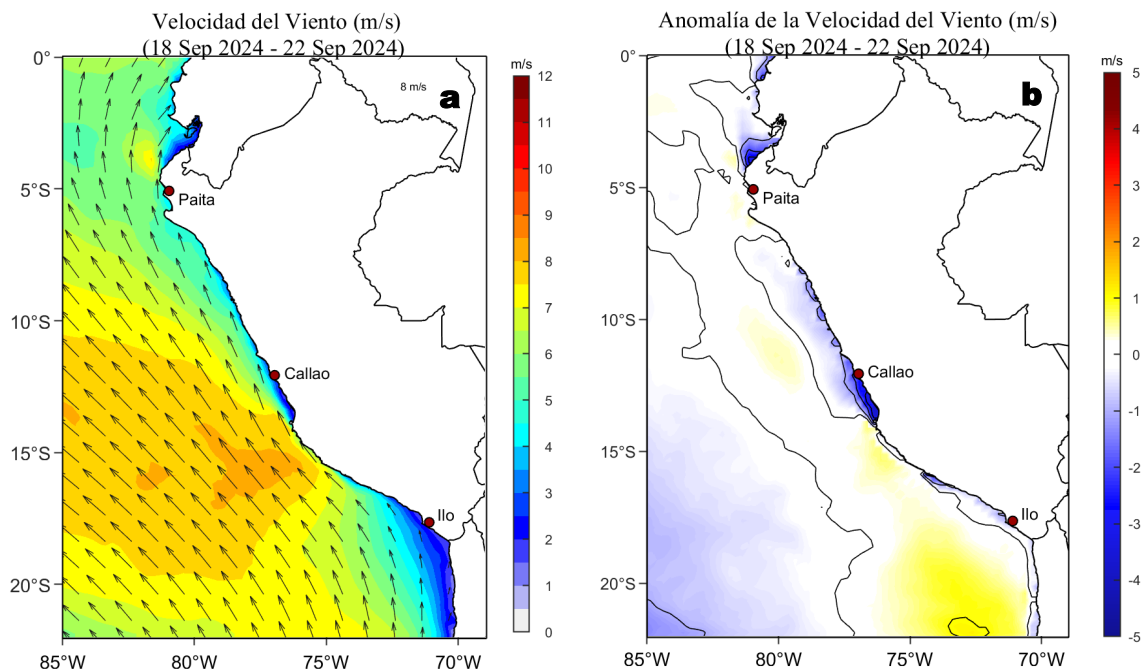 Velocidad del Viento (m/s)
(18 Sep 2024 - 22 Sep 2024)
m/s
8 m/s
a
0°
5°S
10°S
15°S
20°S
85°W
80°W
75°W
70°W
Paita
Callao
Ilo
12
11
10
9
8
7
6
5
4
3
2
1
0
Anomalía de la Velocidad del Viento (m/s)
(18 Sep 2024 - 22 Sep 2024)
m/s
b
0°
5°S
10°S
15°S
20°S
85°W
80°W
75°W
70°W
Paita
Callao
Ilo
5
4
3
2
1
0
-1
-2
-3
-4
-5